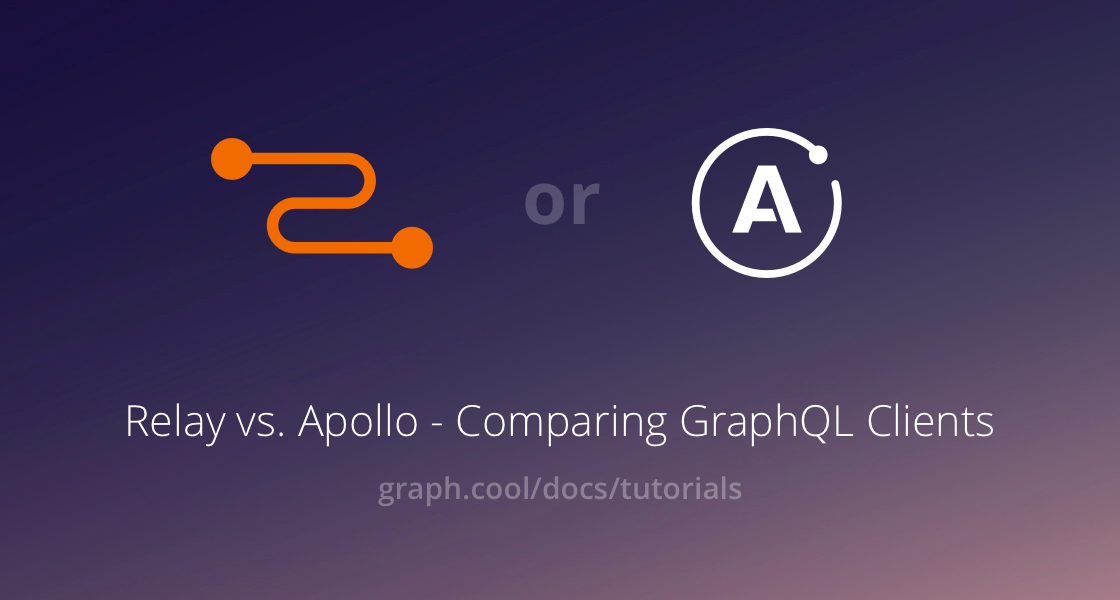 or
A
Relay vs. Apollo - Comparing GraphQL Clients
graph.cool/docs/tutorials